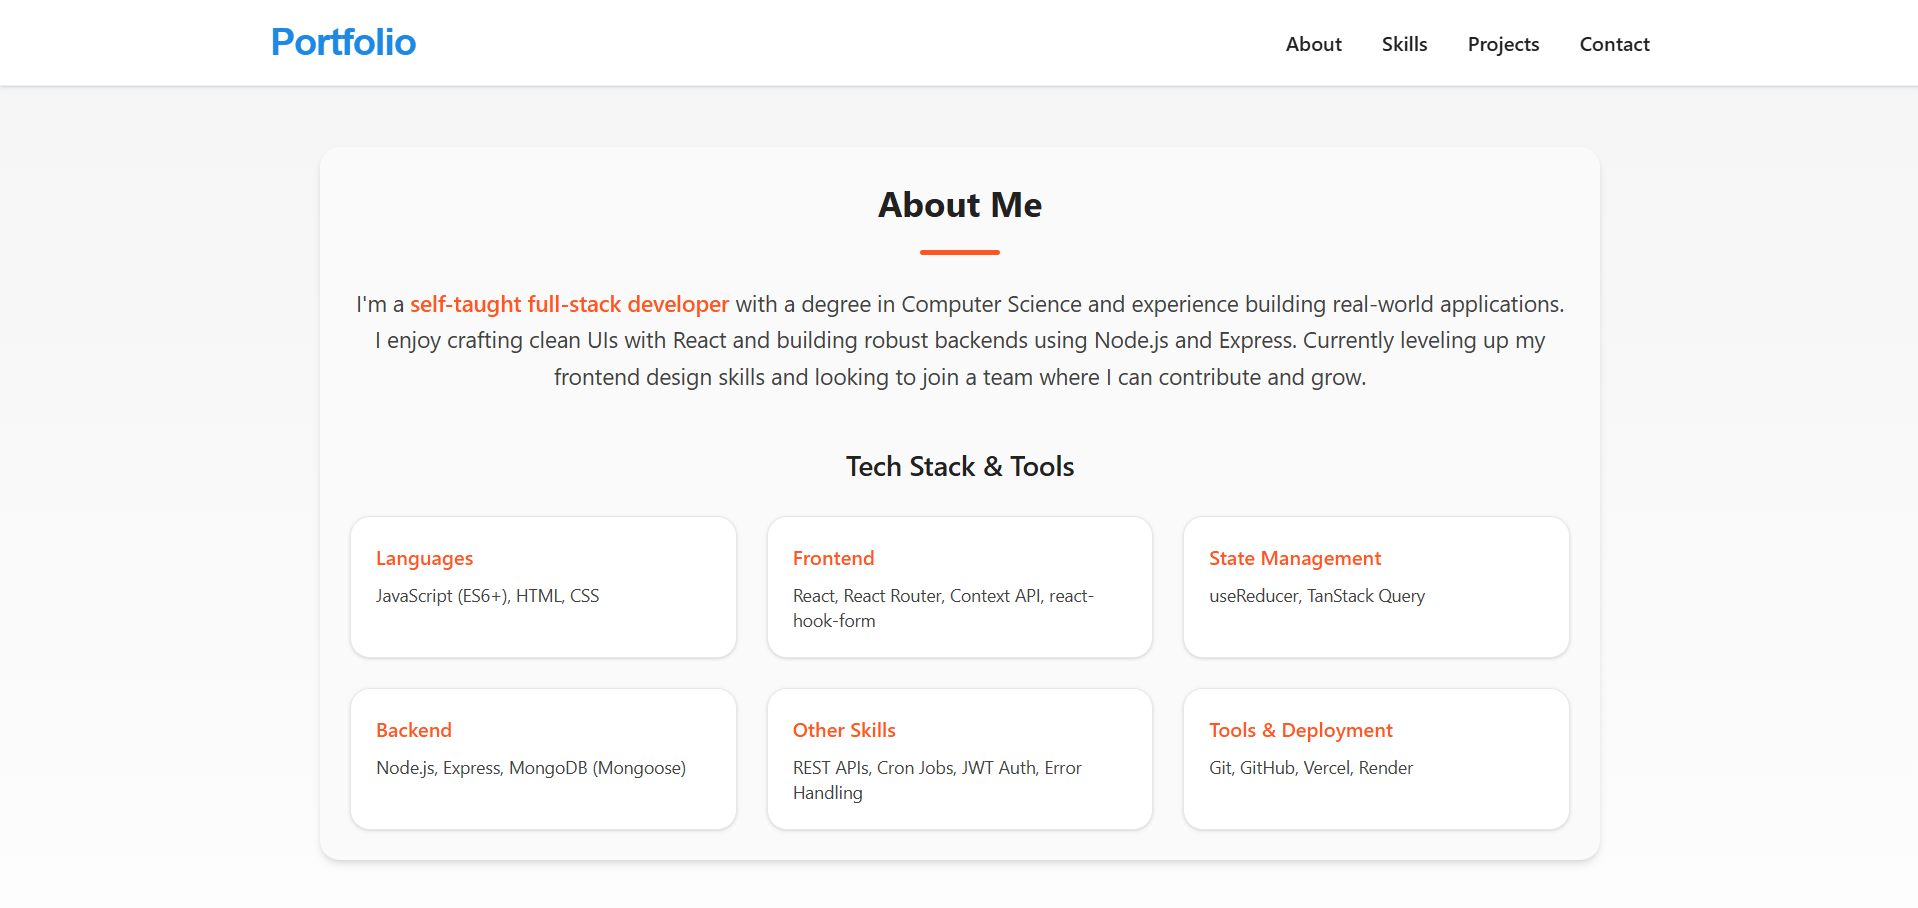 Portfolio
About Skills Projects Contact
About Me
I'm a self-taught full-stack developer with a degree in Computer Science and experience building real-world applications.
I enjoy crafting clean UIs with React and building robust backends using Node.js and Express. Currently leveling up my
frontend design skills and looking to join a team where I can contribute and grow.
Tech Stack & Tools
Languages
JavaScript (ES6+), HTML, CSS
Frontend
React, React Router, Context API, react-
hook-form
State Management
useReducer, TanStack Query
Backend
Node.js, Express, MongoDB (Mongoose)
Other Skills
REST APIs, Cron Jobs, JWT Auth, Error
Handling
Tools & Deployment
Git, GitHub, Vercel, Render